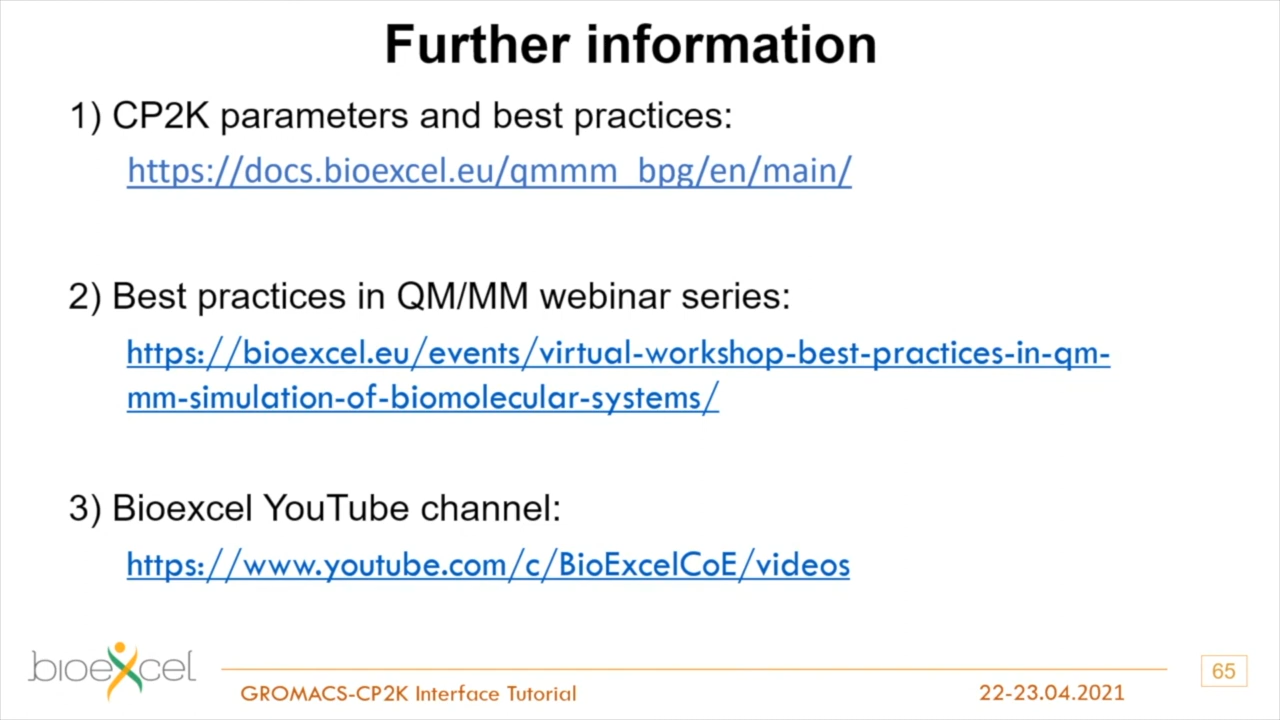 Further information
1) CP2K parameters and best practices:
https://docs.bioexcel.eu/qmmm_bpg/en/main/
2) Best practices in QM/MM webinar series:
https://bioexcel.eu/events/virtual-workshop-best-practices-in-qm-
mm-simulation-of-biomolecular-systems/
3) Bioexcel YouTube channel:
https://www.youtube.com/c/BioExcelCoE/videos
bioexcel
GROMACS-CP2K Interface Tutorial
22-23.04.2021
65